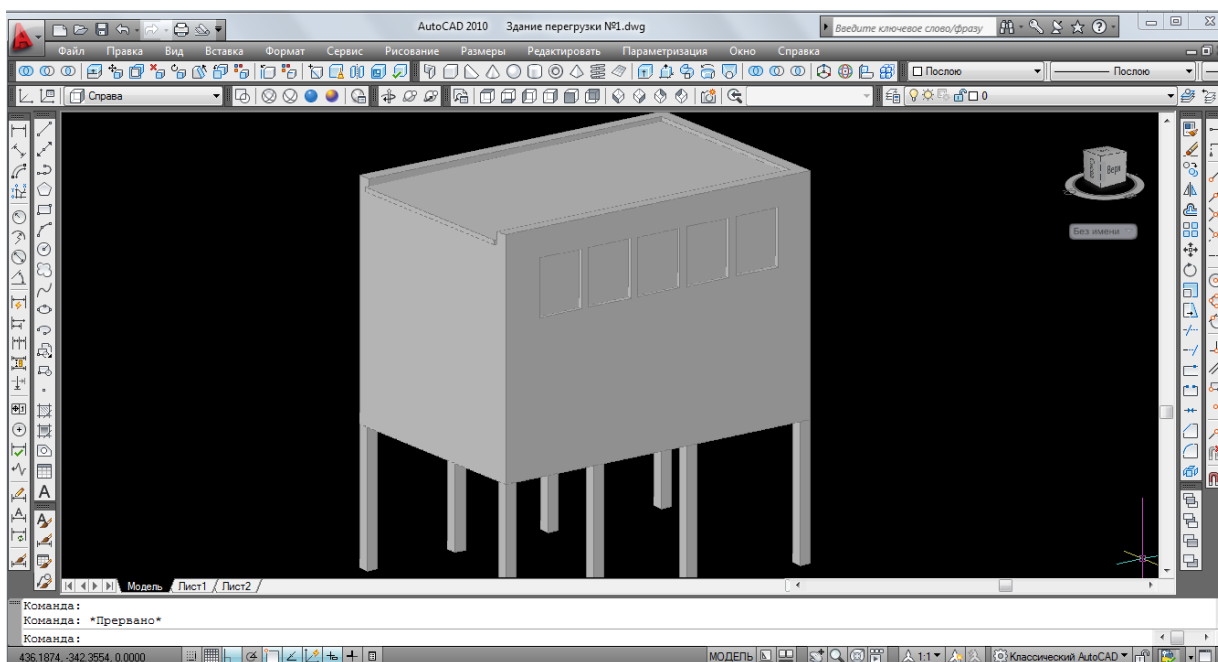 AutoCAD 2010 Здание перегрузки №1.dwg
Введите ключевое слово/фразу
Файл Правка Вид Вставка Формат Сервис Рисование Размеры Редактировать Параметризация Окно Справка
Послою
Послою
Справа
0
Верх
Без имени
Модель Лист1 Лист2
Команда:
Команда: *Прервано*
Команда:
436.1874, -342.3554, 0.0000
МОДЕЛЬ
1:1
Классический AutoCAD